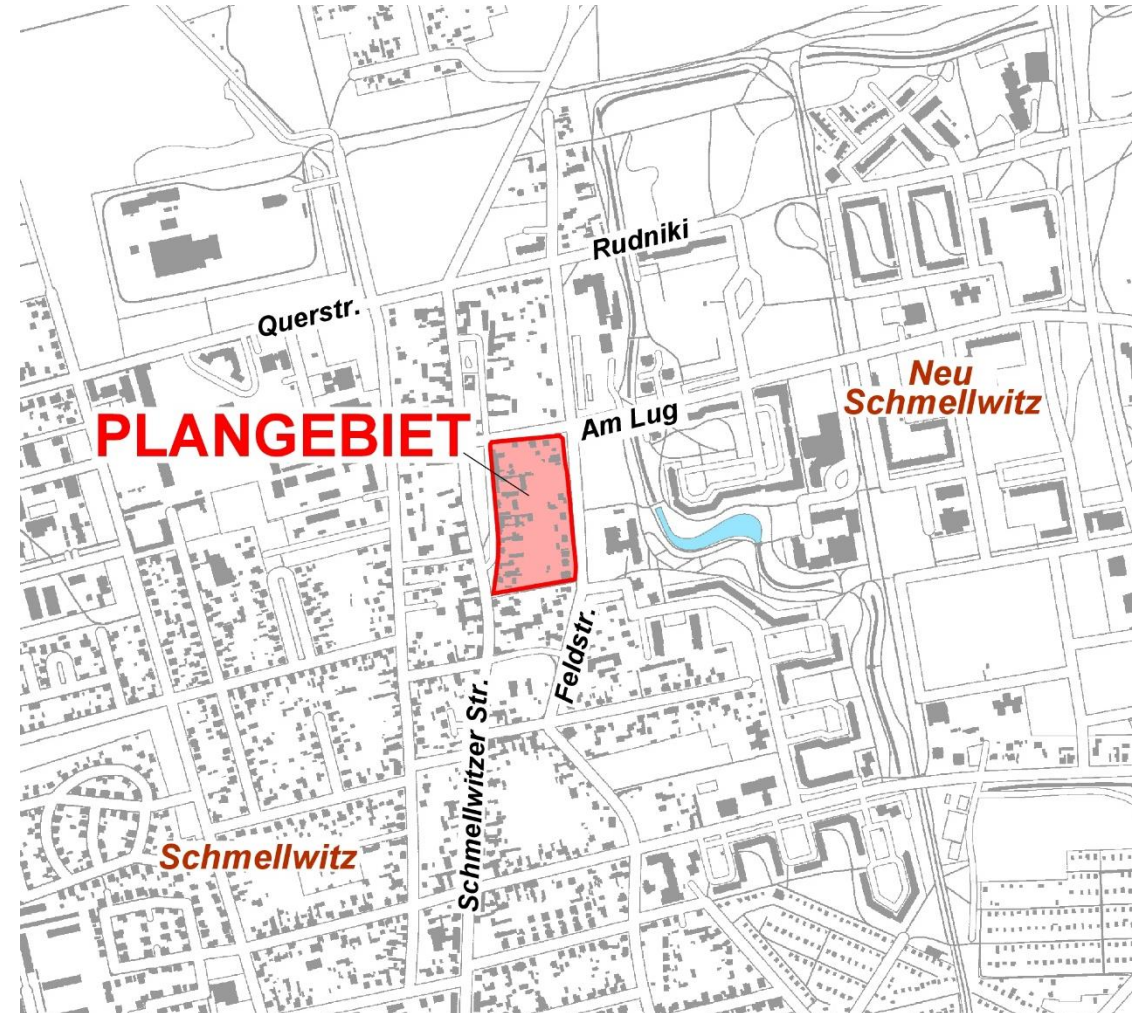 Rudniki
Querstr.
Neu
Schmellwitz
Am Lug
PLANGEBIET
Feldstr.
Schmellwitzer Str.
Schmellwitz